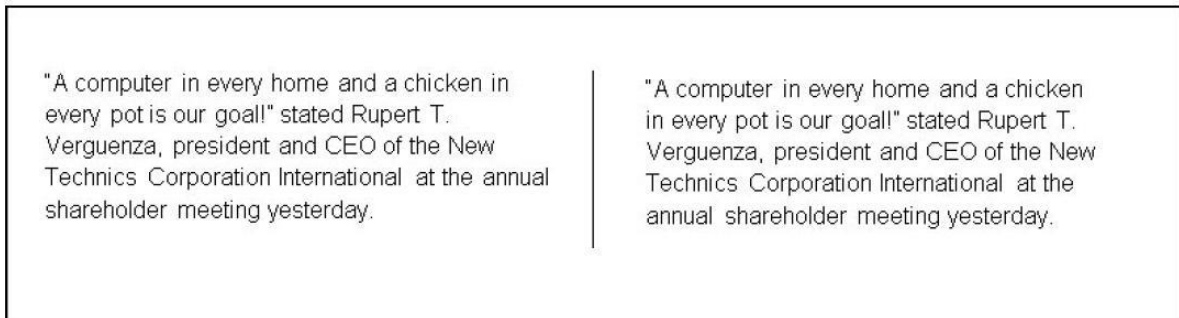 "A computer in every home and a chicken in
every pot is our goal!" stated Rupert T.
Verguenza, president and CEO of the New
Technics Corporation International at the annual
shareholder meeting yesterday.
"A computer in every home and a chicken
in every pot is our goal!" stated Rupert T.
Verguenza, president and CEO of the New
Technics Corporation International at the
annual shareholder meeting yesterday.